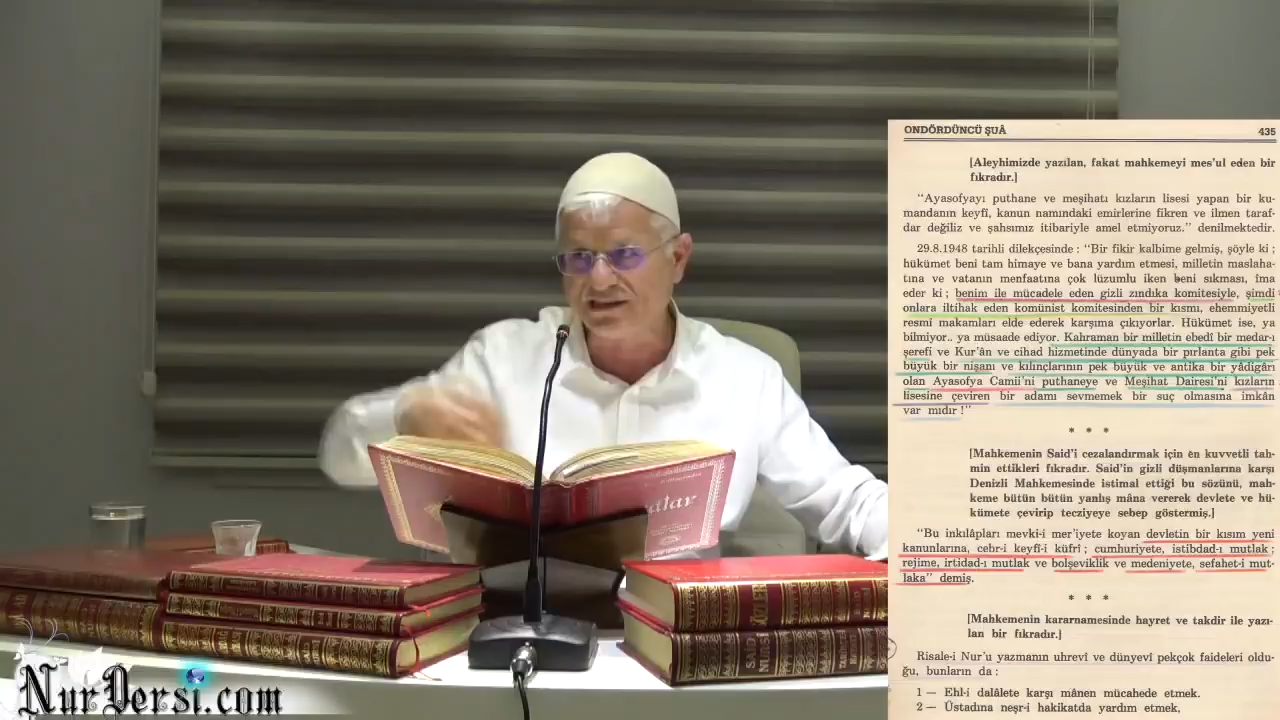 ONDÖRDÜNCÜ ŞUÂ 435
[Aleyhimizde yazılan, fakat mahkemeyi mes'ul eden bir
fıkradır.]
"Ayasofyayı puthane ve meşihatı kızların lisesi yapan bir ku-
mandanın keyfî, kanun namındaki emirlerine fikren ve ilmen taraf-
dar değiliz ve şahsımız itibariyle amel etmiyoruz." denilmektedir.
29.8.1948 tarihli dilekçesinde : "Bir fikir kalbime gelmiş, şöyle ki ;
hükümet beni tam himaye ve bana yardım etmesi, milletin maslaha-
tına ve vatanın menfaatına çok lüzumlu iken beni sıkması, îma
eder ki ; benim ile mücadele eden gizli zındıka komitesiyle, şimdi
onlara iltihak eden komünist komitesinden bir kısmı, ehemmiyetli
resmî makamları elde ederek karşıma çıkıyorlar. Hükümet ise, ya
bilmiyor.. ya müsaade ediyor. Kahraman bir milletin ebedî bir medar-ı
şerefi ve Kur'ân ve cihad hizmetinde dünyada bir pırlanta gibi pek
büyük bir nişanı ve kılınçlarının pek büyük ve antika bir yâdigârı
olan Ayasofya Camii'ni puthaneye ve Meşihat Dairesi'ni kızların
lisesine çeviren bir adamı sevmemek bir suç olmasına imkân
var mıdır !"
* * *
[Mahkemenin Said'i cezalandırmak için en kuvvetli tah-
min ettikleri fıkradır. Said'in gizli düşmanlarına karşı
Denizli Mahkemesinde istimal ettiği bu sözünü, mah-
keme bütün bütün yanlış mâna vererek devlete ve hü-
kümete çevirip tecziyeye sebep göstermiş.]
"Bu inkılâpları mevki-i mer'iyete koyan devletin bir kısım yeni
kanunlarına, cebr-i keyfî-i küfrî ; cumhuriyete, istibdad-ı mutlak ;
rejime, irtidad-ı mutlak ve bolşeviklik ve medeniyete, sefahet-i mut-
laka" demiş.
* * *
[Mahkemenin kararnamesinde hayret ve takdir ile yazı-
lan bir fıkradır.]
Risale-i Nur'u yazmanın uhrevî ve dünyevî pekçok faideleri oldu-
ğu, bunların da :
1 — Ehl-i dalâlete karşı mânen mücahede etmek.
2 — Üstadına neşr-i hakikatda yardım etmek,
SAİD
NURSÎ
NurDersi.com